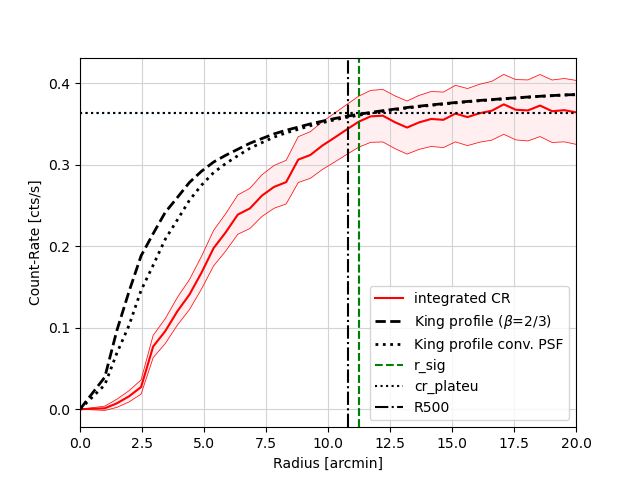 0.4
0.3
0.2
0.1
0.0
Count-Rate [cts/s]
integrated CR
King profile (β=2/3)
King profile conv. PSF
r_sig
cr_plateu
R500
0.0 2.5 5.0 7.5 10.0 12.5 15.0 17.5 20.0
Radius [arcmin]